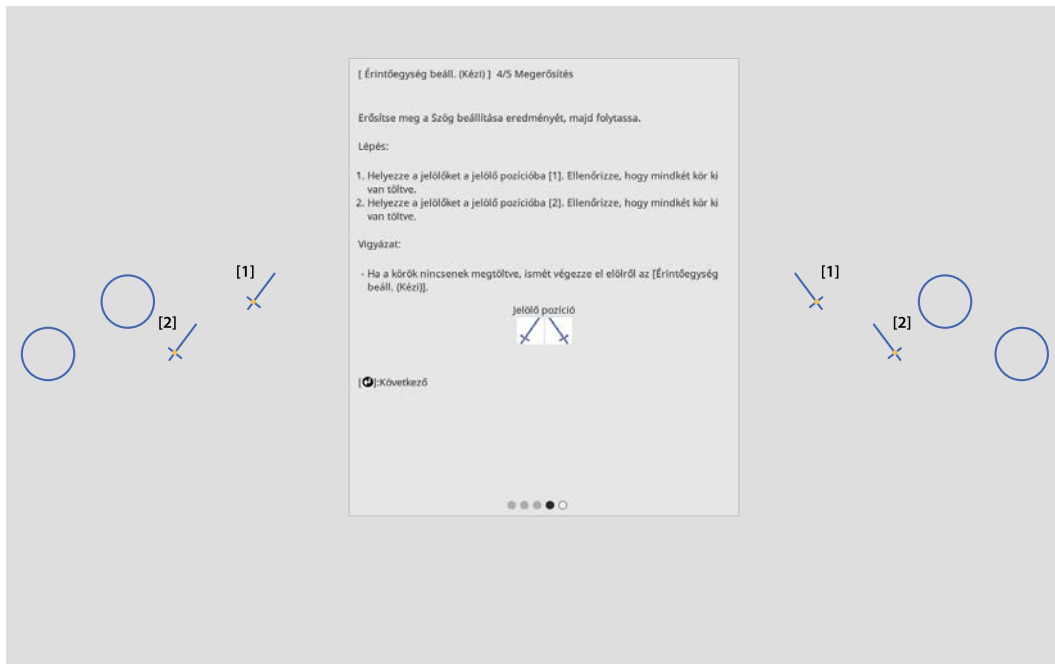 [ Érintőegység beáll. (Kézi) ] 4/5 Megerősítés
Erősítse meg a Szög beállítása eredményét, majd folytassa.
Lépés:
1. Helyezze a jelölőket a jelölő pozícióba [1]. Ellenőrizze, hogy mindkét kör ki
van töltve.
2. Helyezze a jelölőket a jelölő pozícióba [2]. Ellenőrizze, hogy mindkét kör ki
van töltve.
Vigyázat:
- Ha a körök nincsenek megtöltve, ismét végezze el elölről az [Érintőegység
beáll. (Kézi)].
[1]
[1]
[2]
[2]
Jelölő pozíció
[ ]:Következő